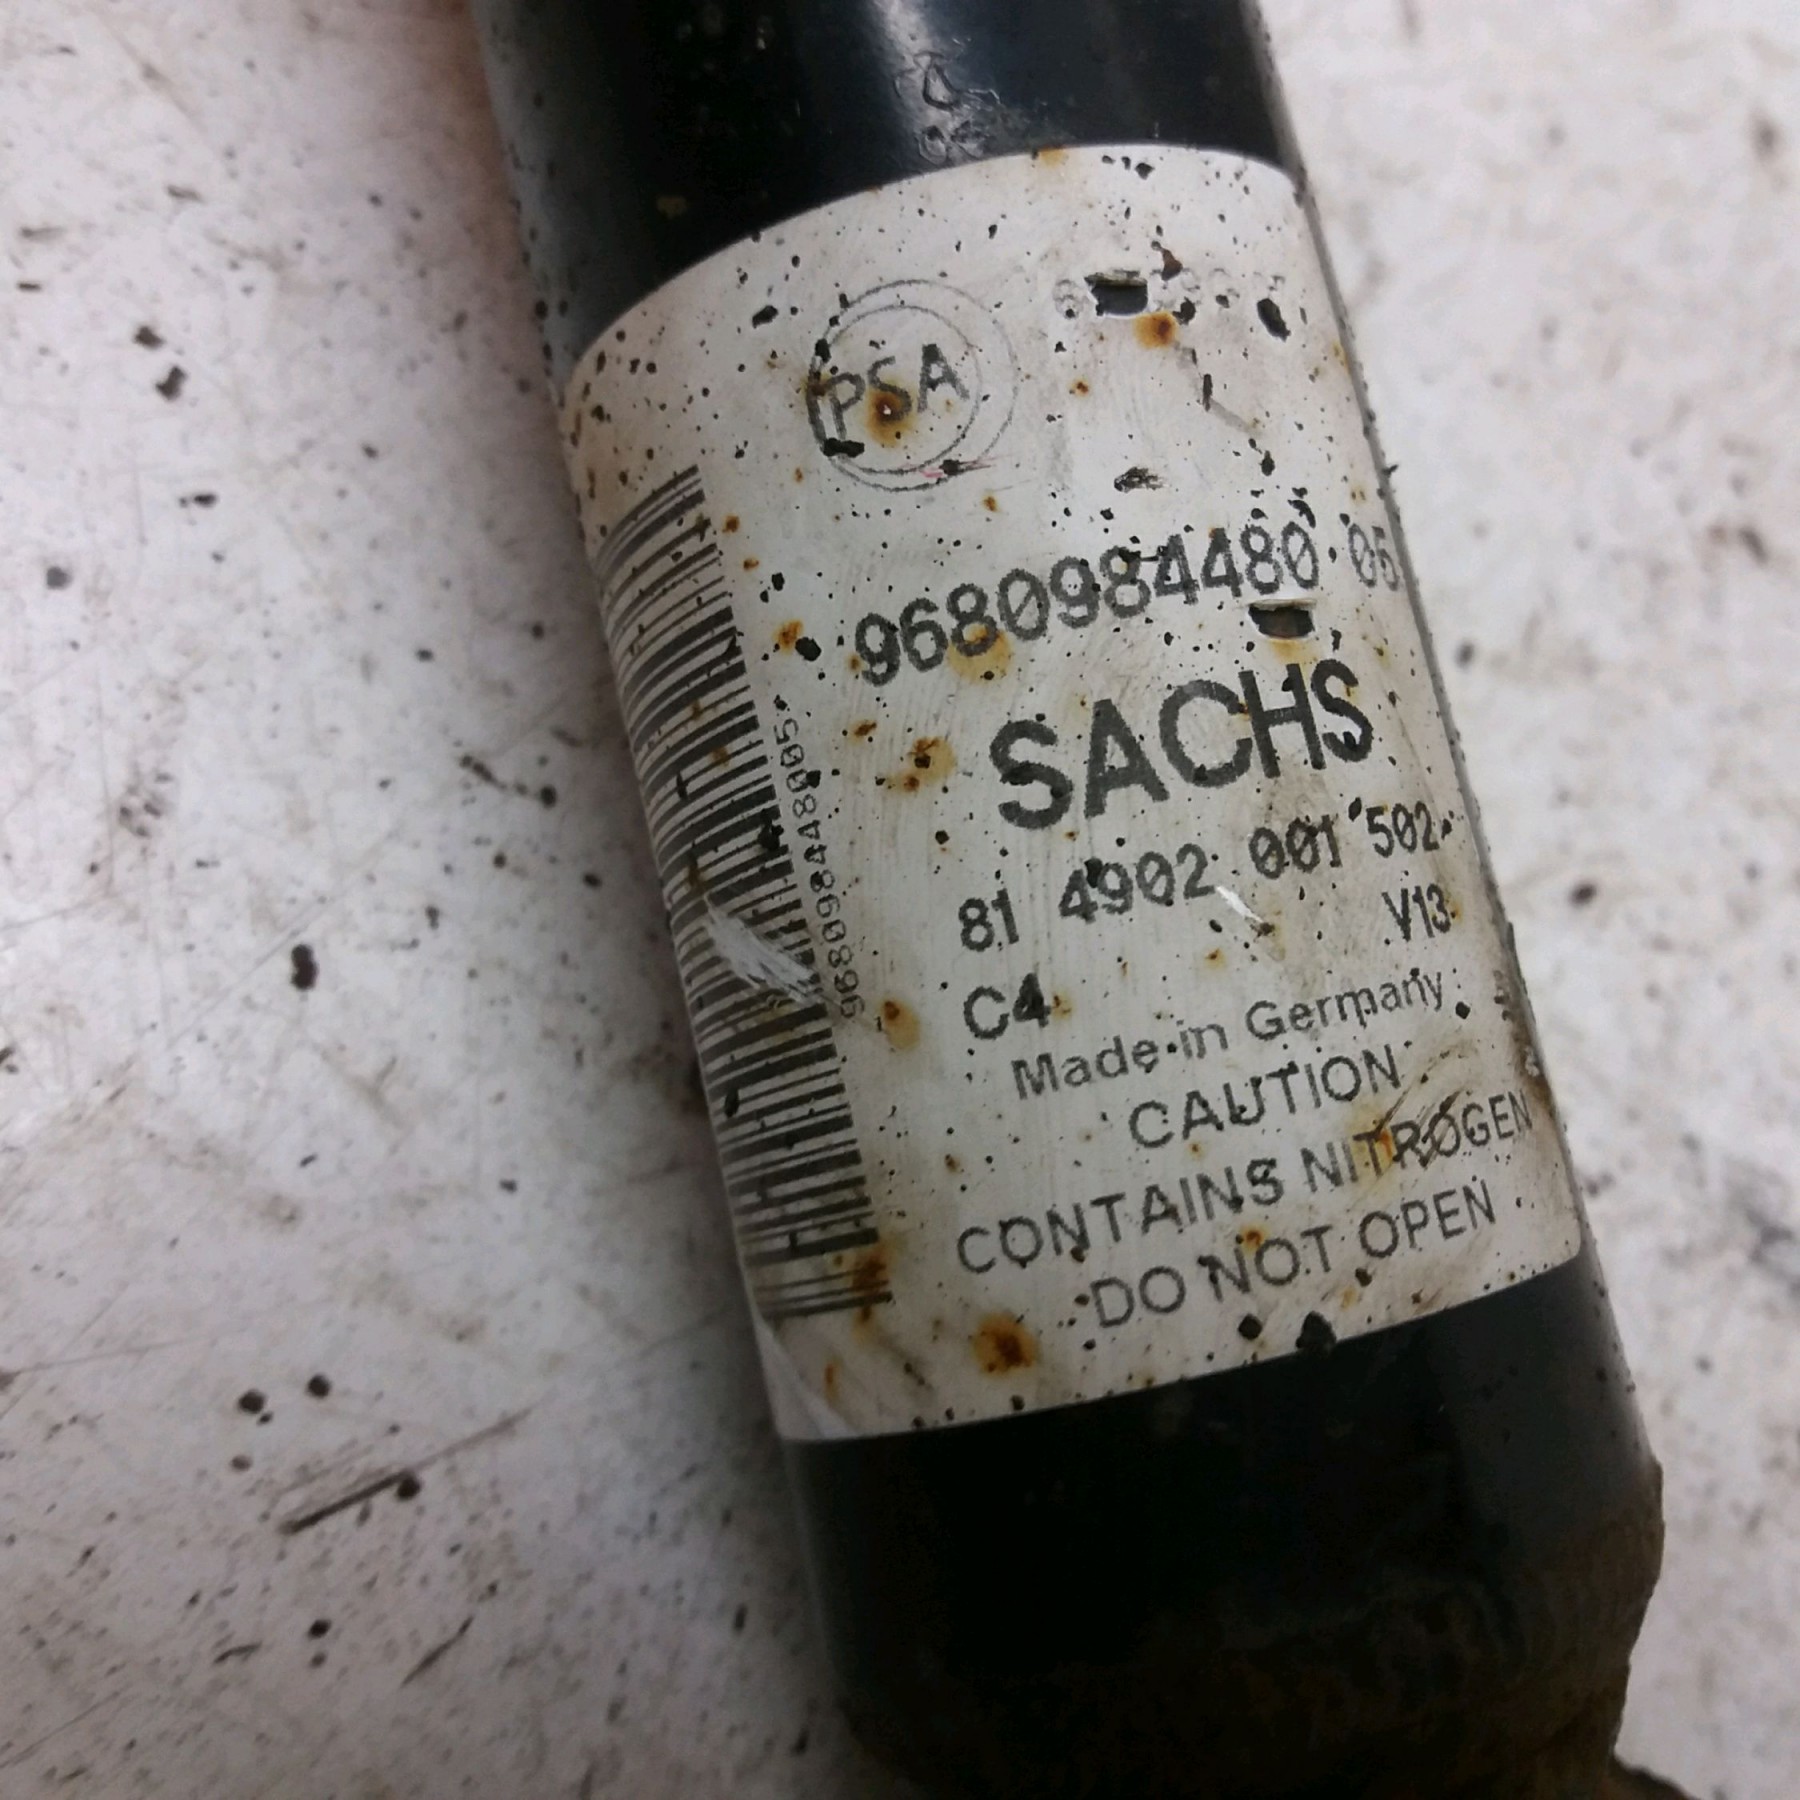 PSA
9680984480 05
SACHS
81 4902 001 502
V13
C4
Made in Germany
CAUTION
CONTAINS NITROGEN
DO NOT OPEN
968098448005